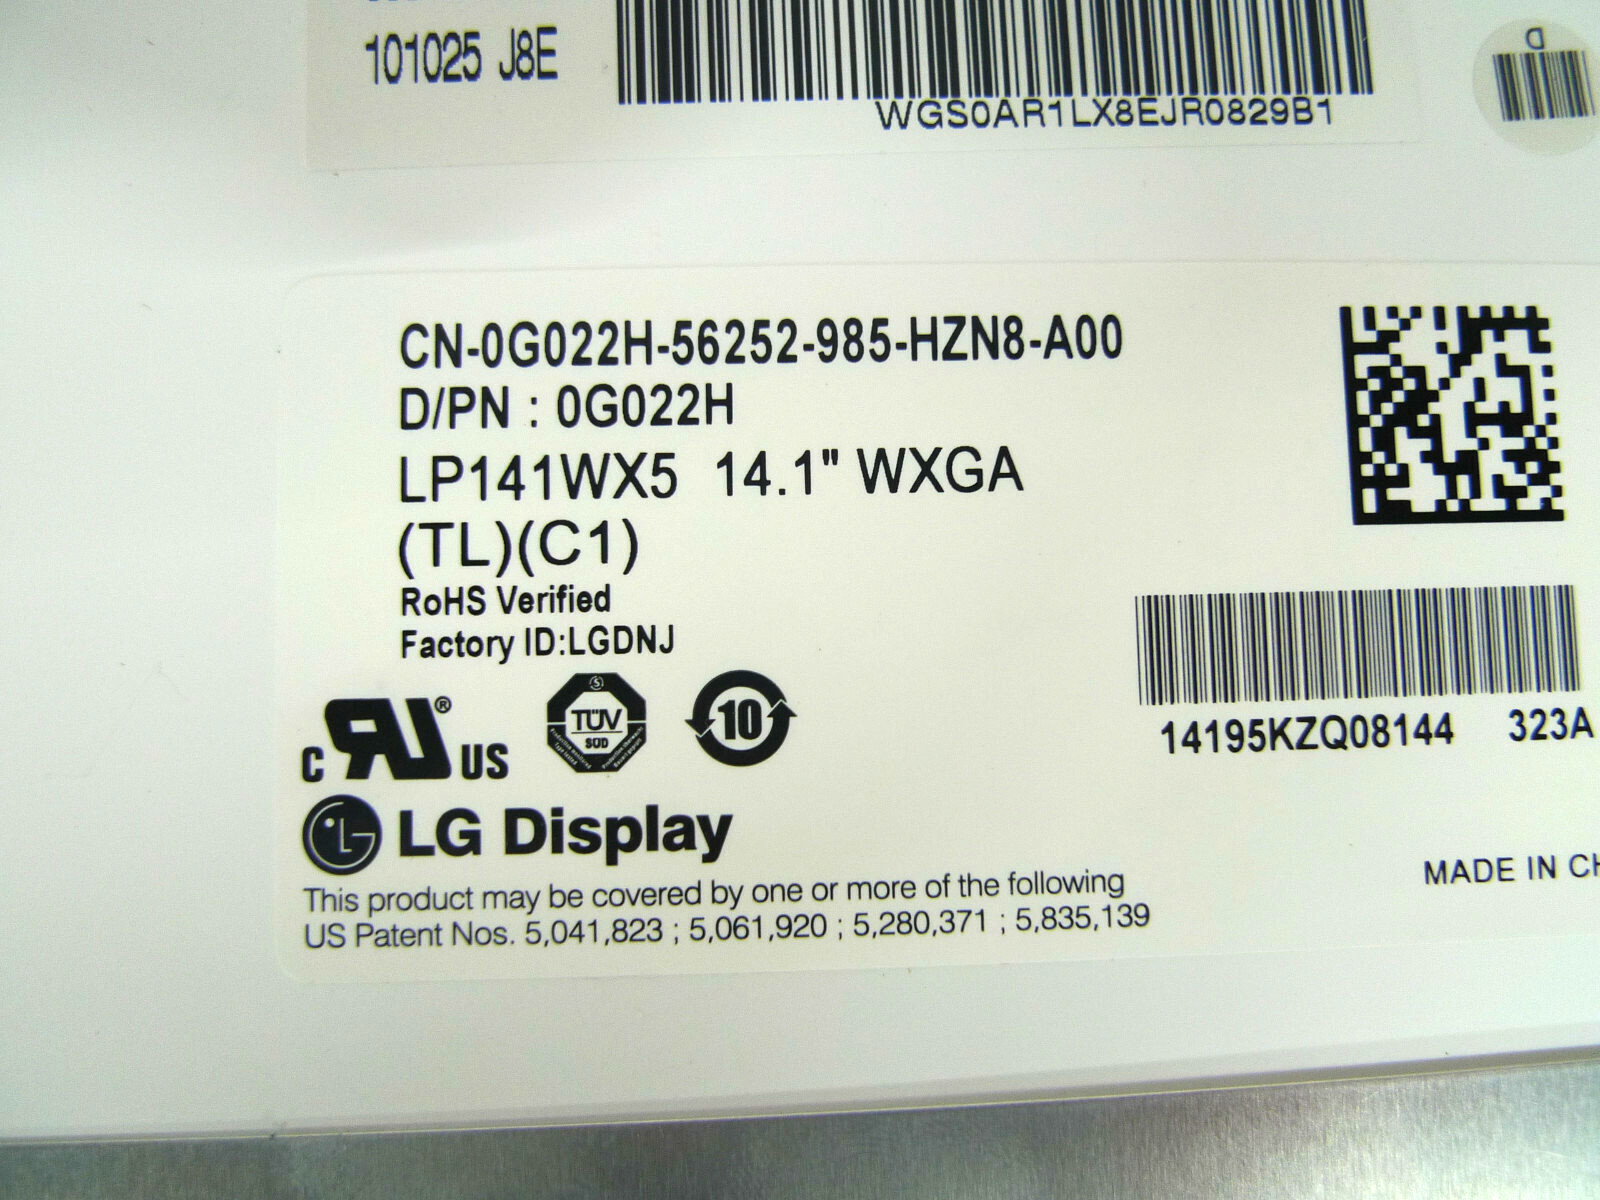 101025 J8E
WGS0AR1LX8EJR0829B1
D
CN-0G022H-56252-985-HZN8-A00
D/PN : 0G022H
LP141WX5 14.1" WXGA
(TL)(C1)
RoHS Verified
Factory ID:LGDNJ
14195KZQ08144 323A
c RU® US
TÜV
SÜD
10
LG Display
MADE IN CH
This product may be covered by one or more of the following
US Patent Nos. 5,041,823 ; 5,061,920 ; 5,280,371 ; 5,835,139